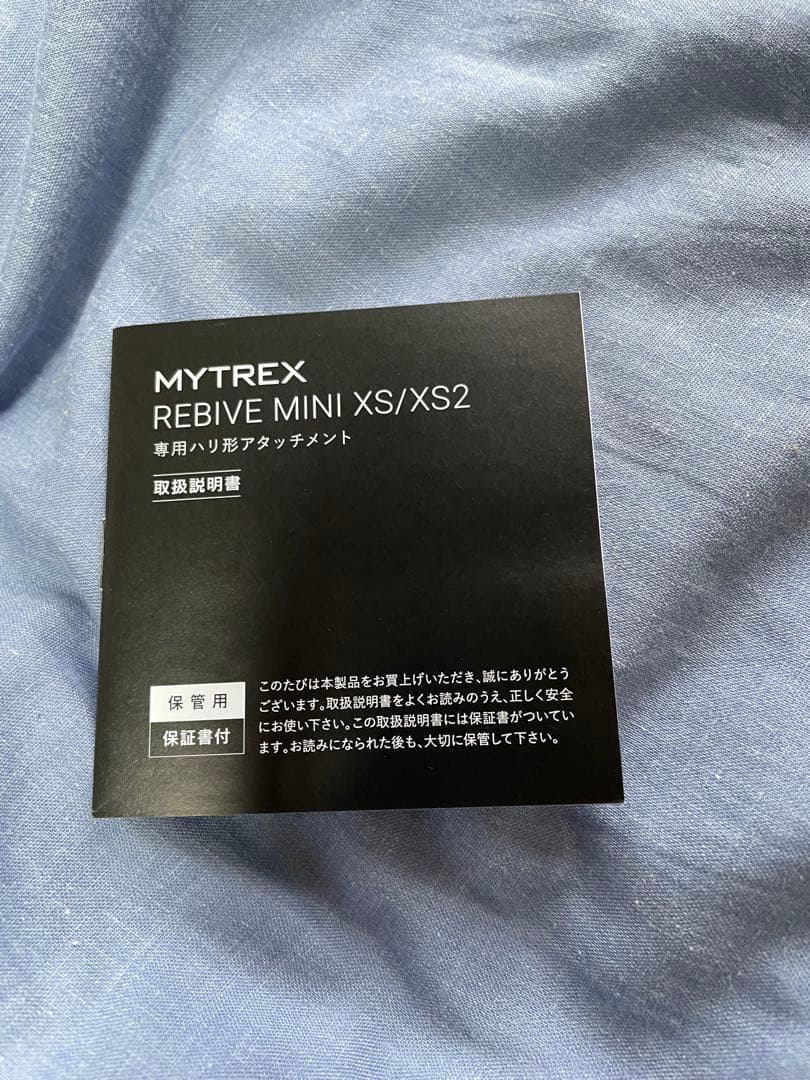 MYTREX
REBIVE MINI XS/XS2
専用ハリ形アタッチメント
取扱説明書
保管用
保証書付
このたびは本製品をお買上げいただき、誠にありがとう
ございます。取扱説明書をよくお読みのうえ、正しく安全
にお使い下さい。この取扱説明書には保証書がついてい
ます。お読みになられた後も、大切に保管して下さい。